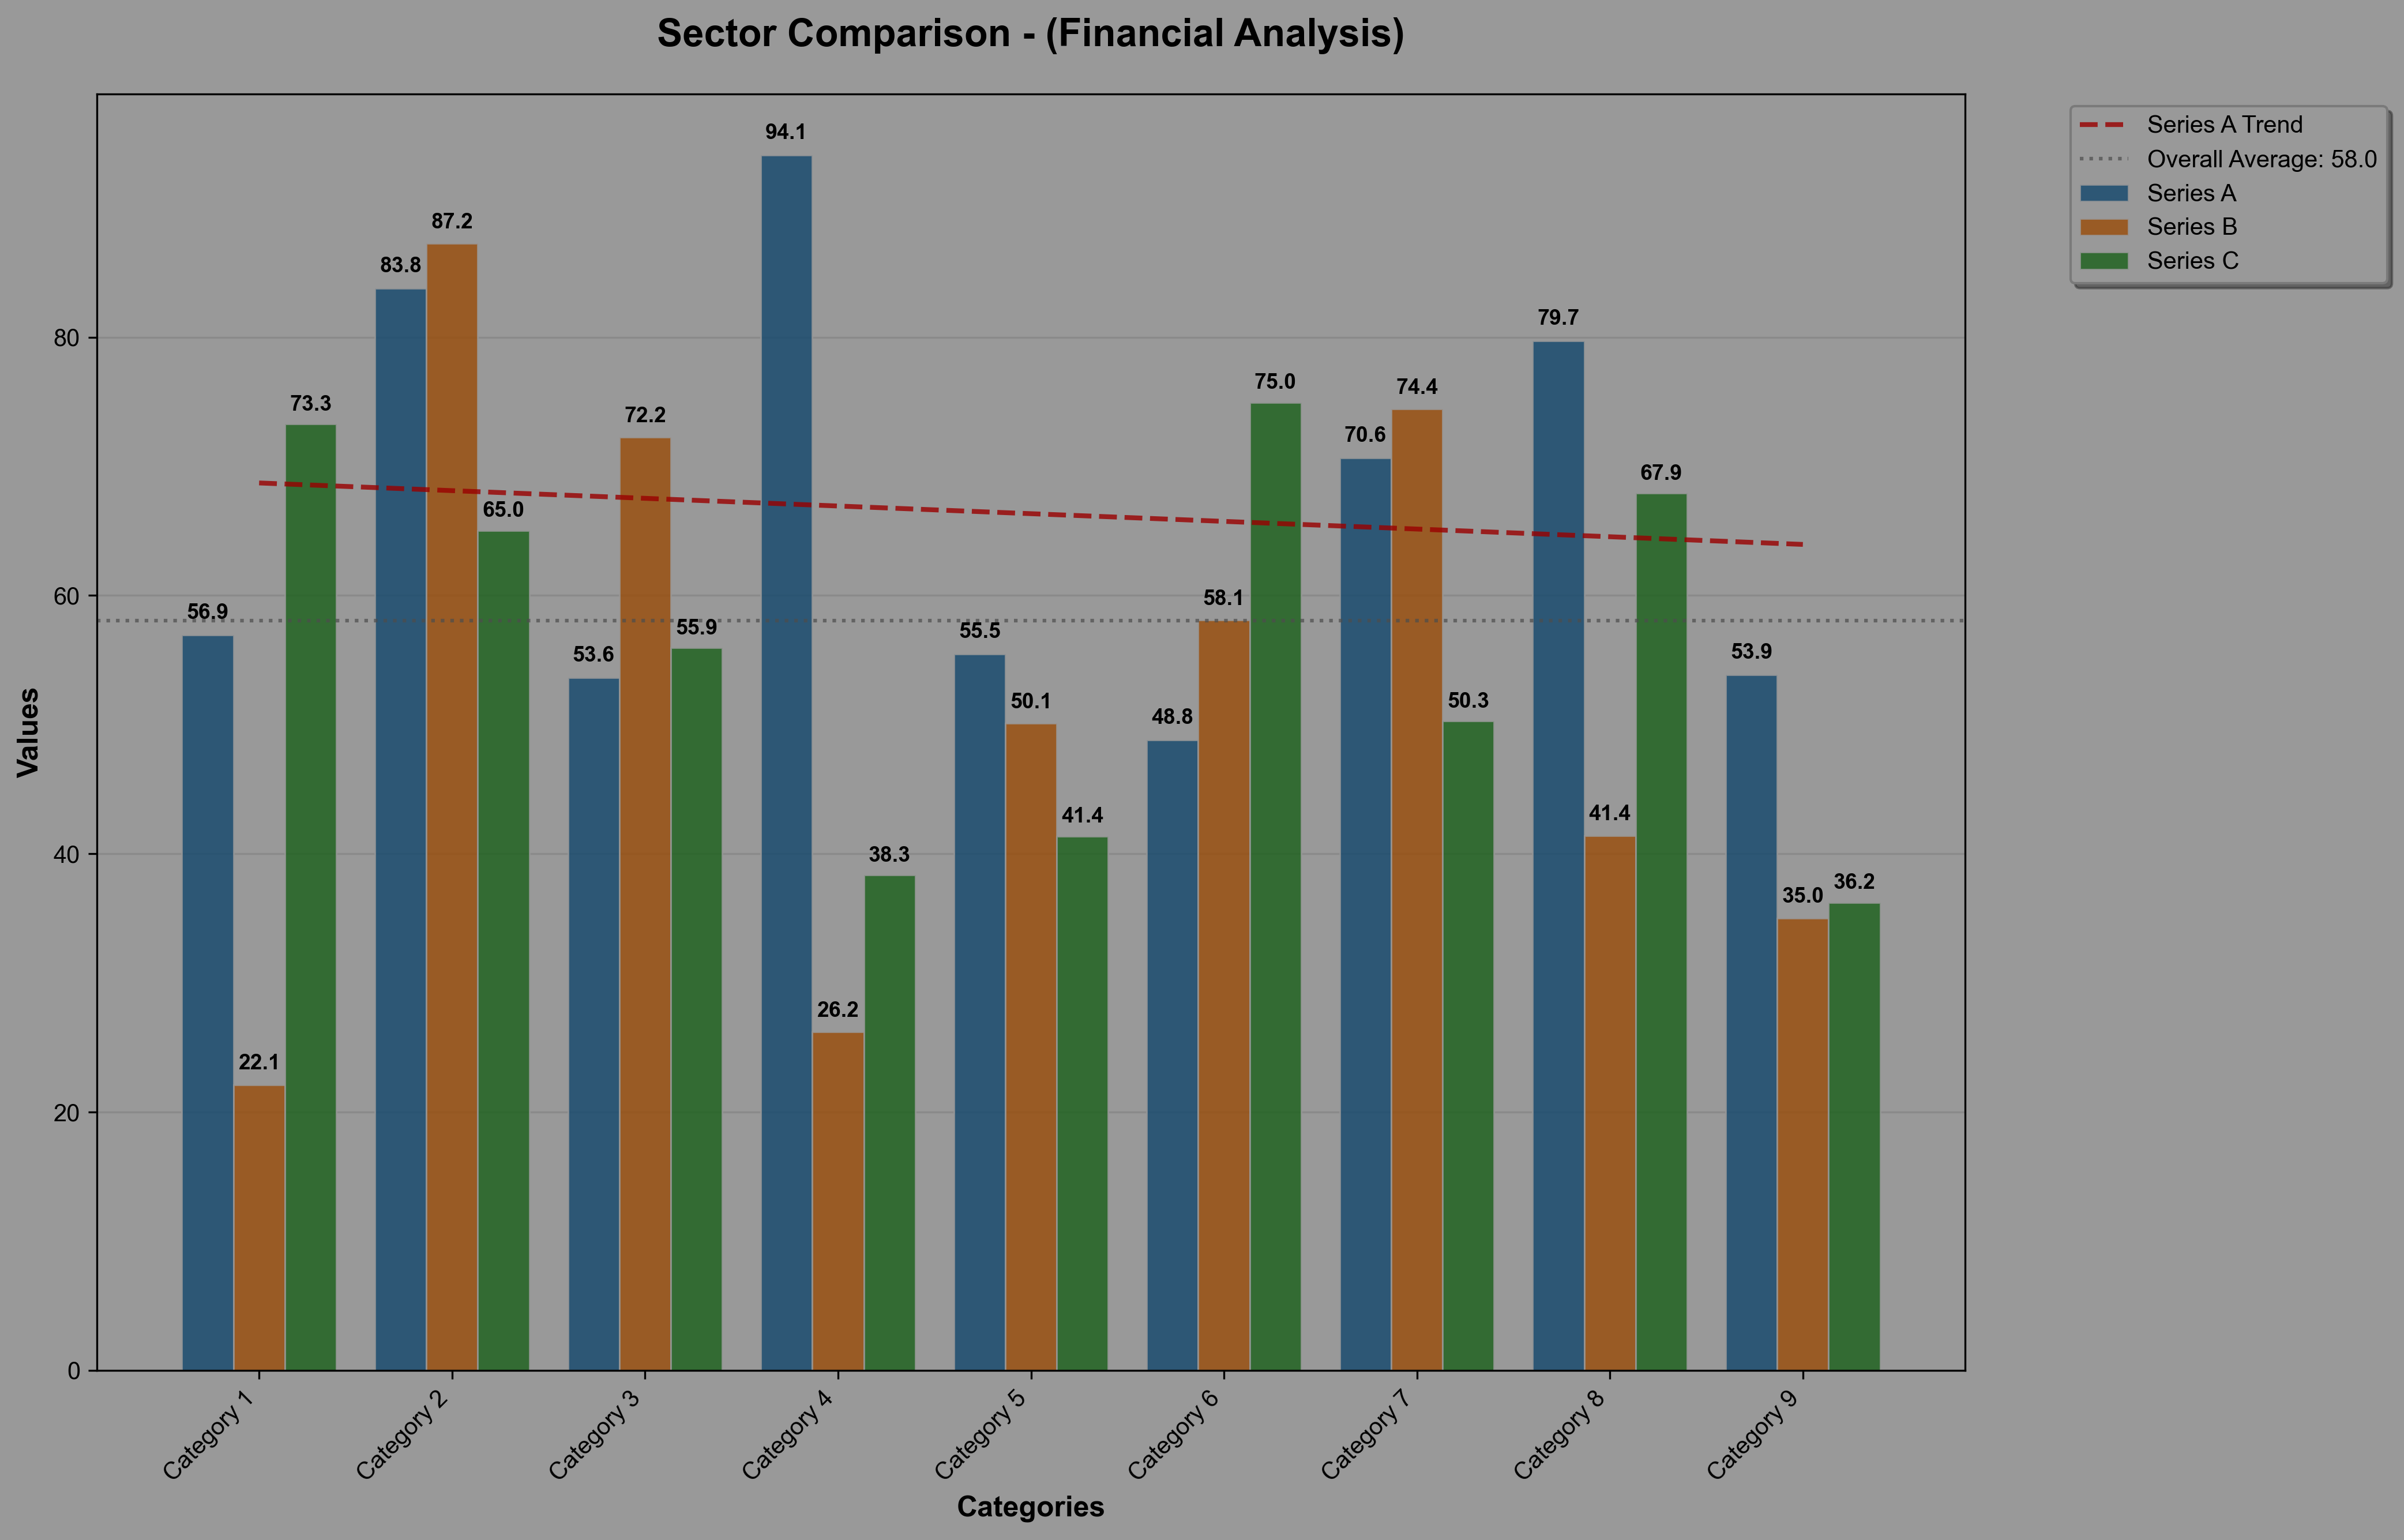 Sector Comparison - (Financial Analysis)
Series A Trend
Overall Average: 58.0
Series A
Series B
Series C
Values
80
60
40
20
0
56.9
22.1
73.3
83.8
87.2
65.0
53.6
72.2
55.9
94.1
26.2
38.3
55.5
50.1
41.4
48.8
58.1
75.0
70.6
74.4
50.3
79.7
41.4
67.9
53.9
35.0
36.2
Category 1
Category 2
Category 3
Category 4
Category 5
Category 6
Category 7
Category 8
Category 9
Categories